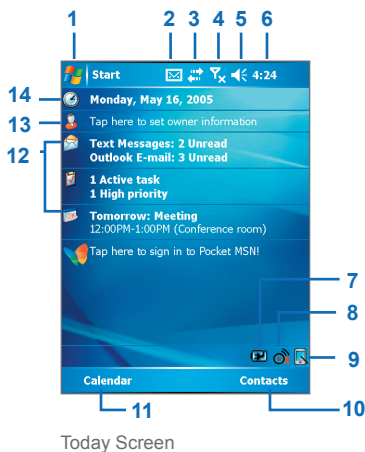 1 2 3 4 5 6
Start 4:24
14 Monday, May 16, 2005
13 Tap here to set owner information
12 Text Messages: 2 Unread
Outlook E-mail: 3 Unread
1 Active task
1 High priority
Tomorrow: Meeting
12:00PM-1:00PM (Conference room)
Tap here to sign in to Pocket MSN!
7
8
9
Calendar Contacts
11 10
Today Screen